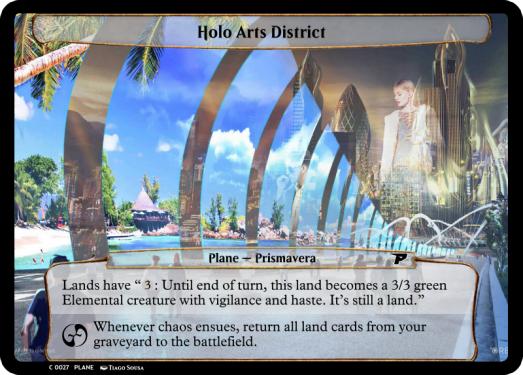 Holo Arts District
Plane — Prismavera
Lands have “ 3 : Until end of turn, this land becomes a 3/3 green
Elemental creature with vigilance and haste. It’s still a land.”
Whenever chaos ensues, return all land cards from your
graveyard to the battlefield.
C 0027 PLANE Tiago Sousa